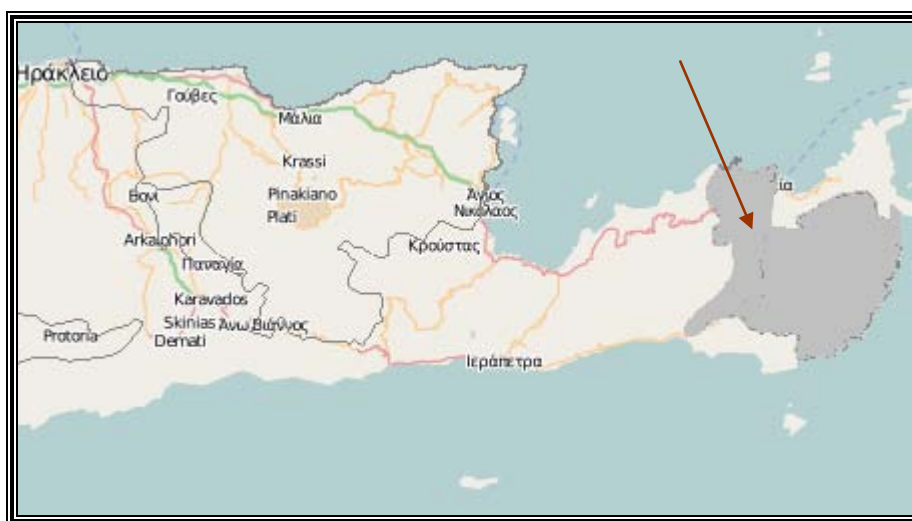 Ηράκλειο
Γούβες
Μάλια
Krassi
Pinakiano
Plati
Βονι
Άγιος
Νικόλαος
Κρούστας
Arkalohori
Παναγία
Karavados
Skinias
Demati
Άνω Βιάννος
Protoria
Ιεράπετρα
ία